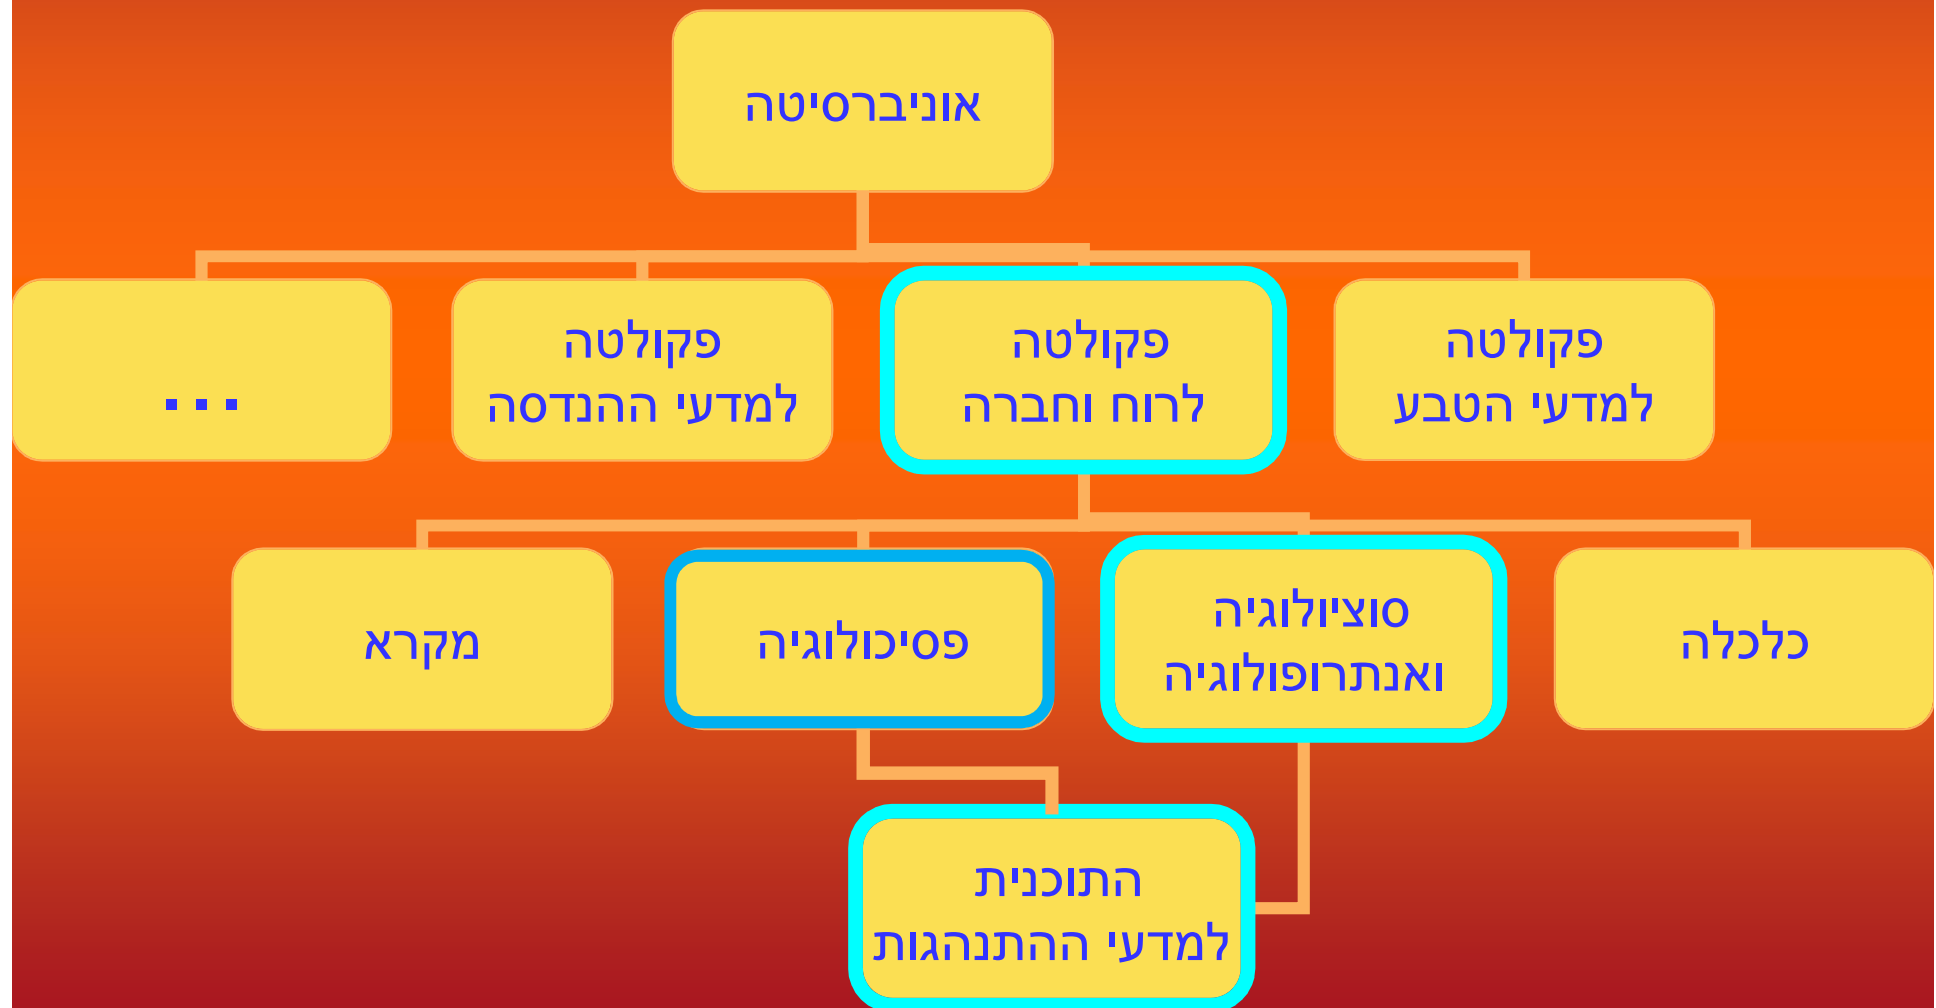 אוניברסיטה
פקולטה
למדעי הטבע
פקולטה
לרוח וחברה
פקולטה
למדעי ההנדסה
...
כלכלה
סוציולוגיה
ואנתרופולוגיה
פסיכולוגיה
מקרא
התוכנית
למדעי ההתנהגות